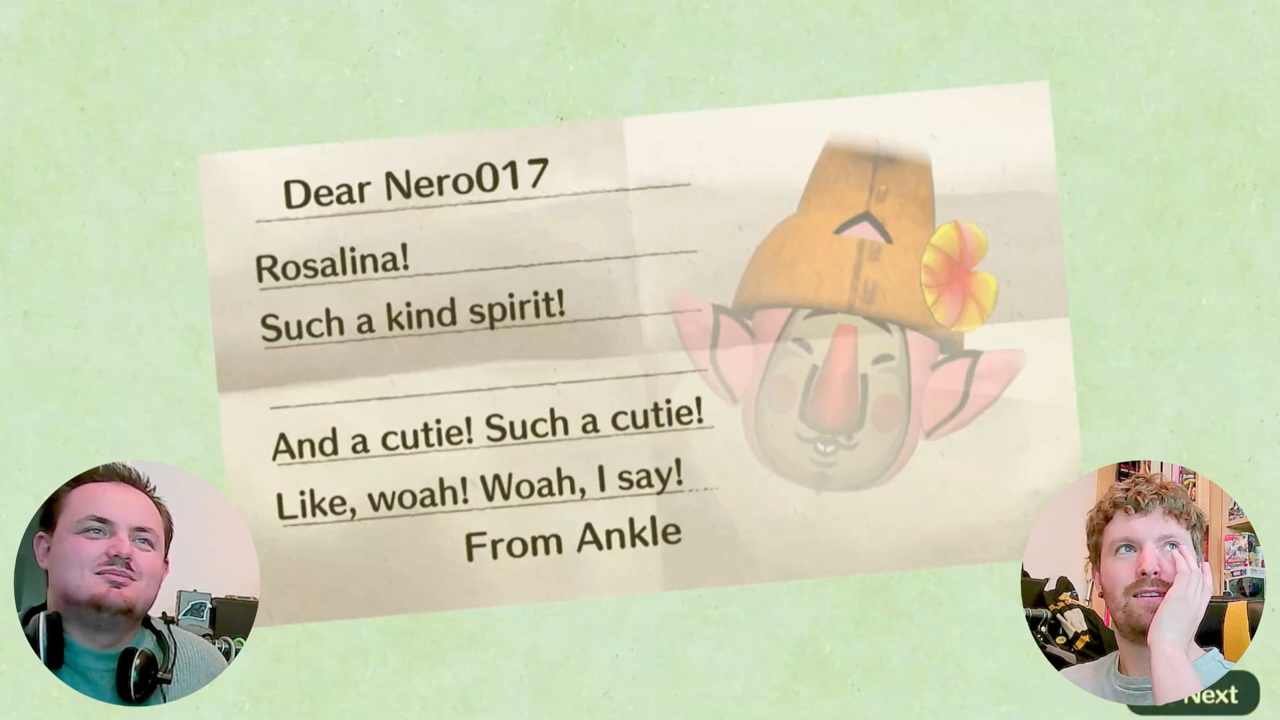 Dear Nero017
Rosalina!
Such a kind spirit!
And a cutie! Such a cutie!
Like, woah! Woah, I say!
From Ankle
Next